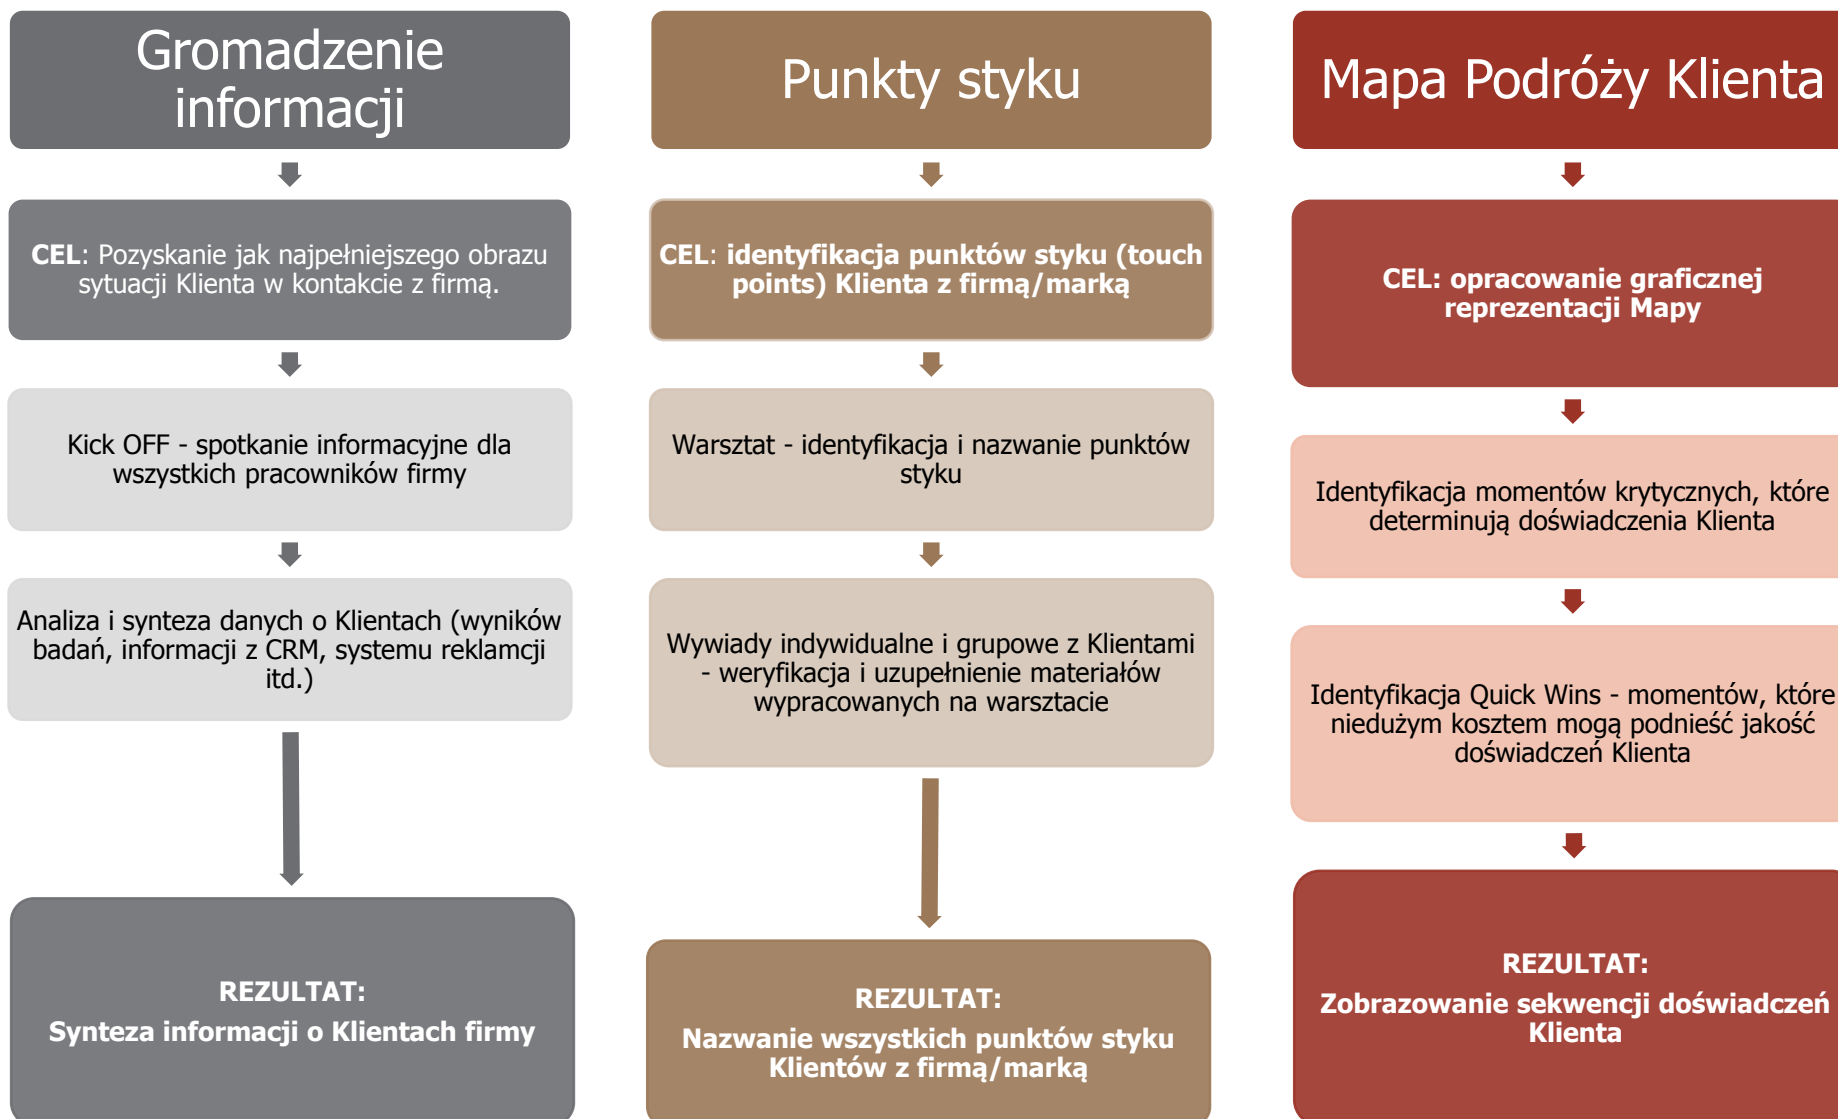 Gromadzenie
informacji
CEL: Pozyskanie jak najpełniejszego obrazu
sytuacji Klienta w kontakcie z firmą.
Kick OFF - spotkanie informacyjne dla
wszystkich pracowników firmy
Analiza i synteza danych o Klientach (wyników
badań, informacji z CRM, systemu reklamcji
itd.)
REZULTAT:
Synteza informacji o Klientach firmy
Punkty styku
CEL: identyfikacja punktów styku (touch
points) Klienta z firmą/marką
Warsztat - identyfikacja i nazwanie punktów
styku
Wywiady indywidualne i grupowe z Klientami
- weryfikacja i uzupełnienie materiałów
wypracowanych na warsztacie
REZULTAT:
Nazwanie wszystkich punktów styku
Klientów z firmą/marką
Mapa Podróży Klienta
CEL: opracowanie graficznej
reprezentacji Mapy
Identyfikacja momentów krytycznych, które
determinują doświadczenia Klienta
Identyfikacja Quick Wins - momentów, które
niedużym kosztem mogą podnieść jakość
doświadczeń Klienta
REZULTAT:
Zobrazowanie sekwencji doświadczeń
Klienta